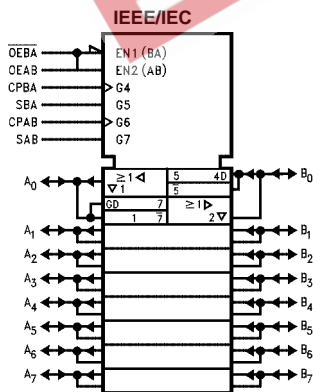 IEEE/IEC
OEBA EN1(BA)
OEAB EN2(AB)
CPBA G4
SBA G5
CPAB G6
SAB G7
A0 ≥1 ▽1 5 4D 5 B0
GD 7 ≥1
1 7 2▽
A1 B1
A2 B2
A3 B3
A4 B4
A5 B5
A6 B6
A7 B7